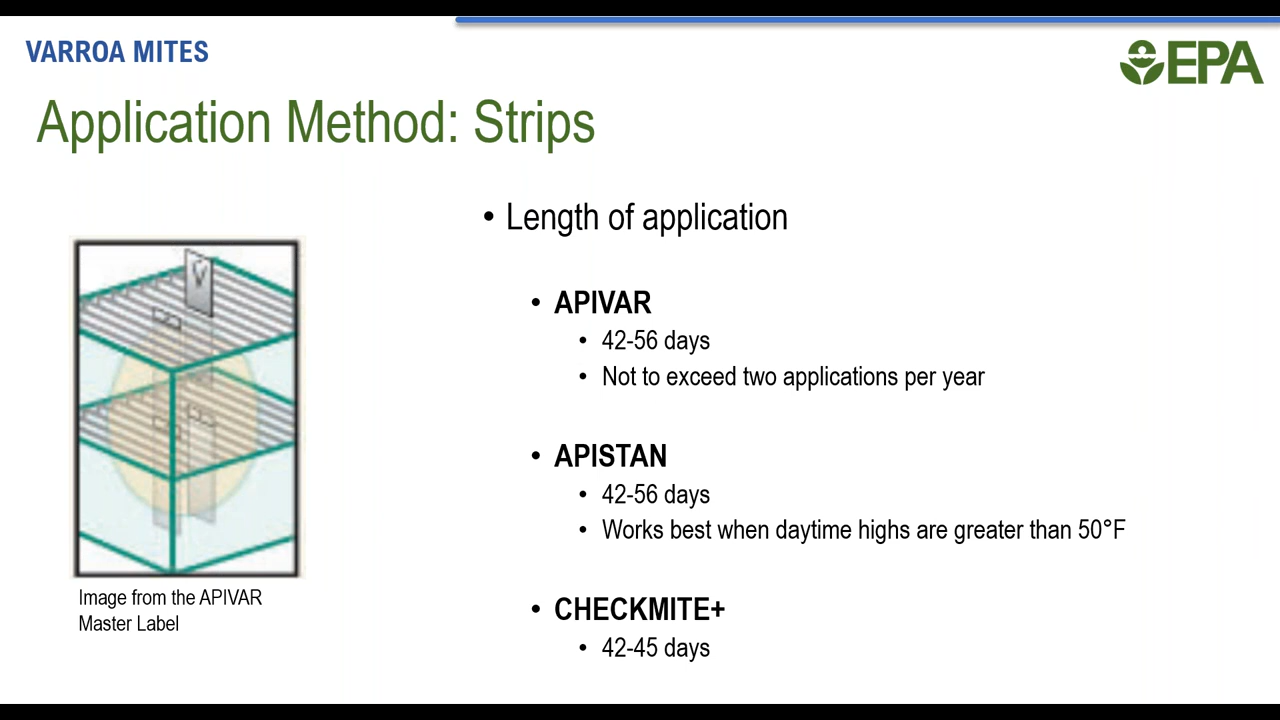 VARROA MITES
EPA
Application Method: Strips
• Length of application
• APIVAR
• 42-56 days
• Not to exceed two applications per year
• APISTAN
• 42-56 days
• Works best when daytime highs are greater than 50°F
• CHECKMITE+
• 42-45 days
Image from the APIVAR
Master Label